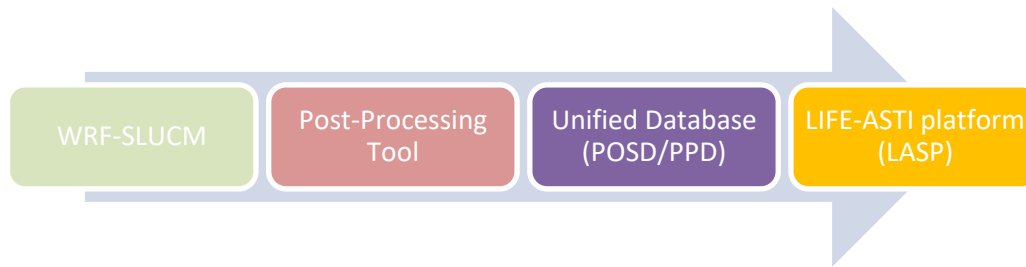 WRF-SLUCM
Post-Processing
Tool
Unified Database
(POSD/PPD)
LIFE-ASTI platform
(LASP)